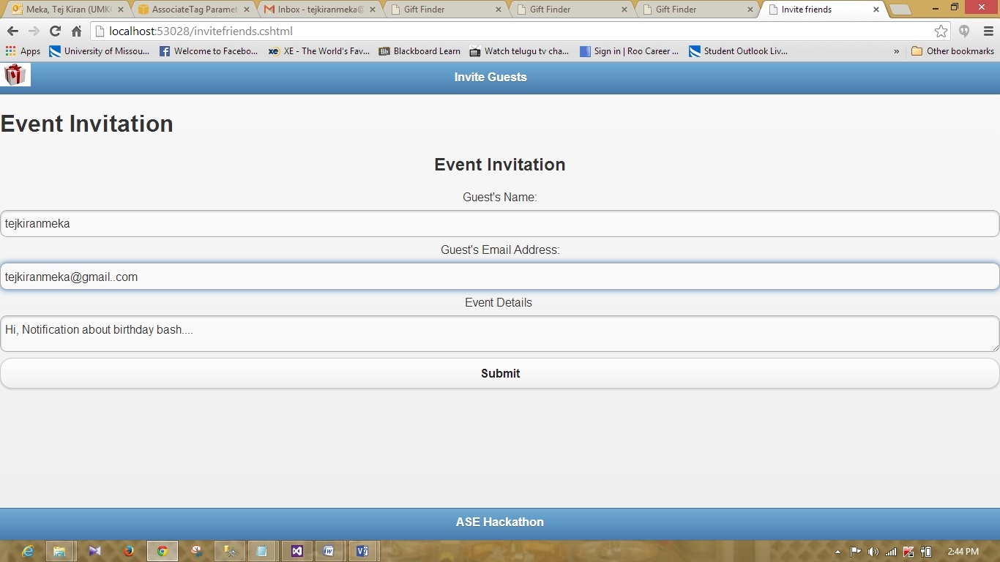 Meka, Tej Kiran (UMK
AssociateTag Paramet
Inbox - tejkiranmeka@
Gift Finder
Gift Finder
Gift Finder
Invite friends
localhost:53028/invitefriends.cshtml
Apps
University of Missou...
Welcome to Facebo...
XE - The World's Fav...
Bb
Blackboard Learn
Watch telugu tv cha...
Sign in | Roo Career ...
Student Outlook Liv...
»
Other bookmarks
Invite Guests
Event Invitation
Event Invitation
Guest's Name:
tejkiranmeka
Guest's Email Address:
tejkiranmeka@gmail..com
Event Details
Hi, Notification about birthday bash....
Submit
ASE Hackathon
2:44 PM